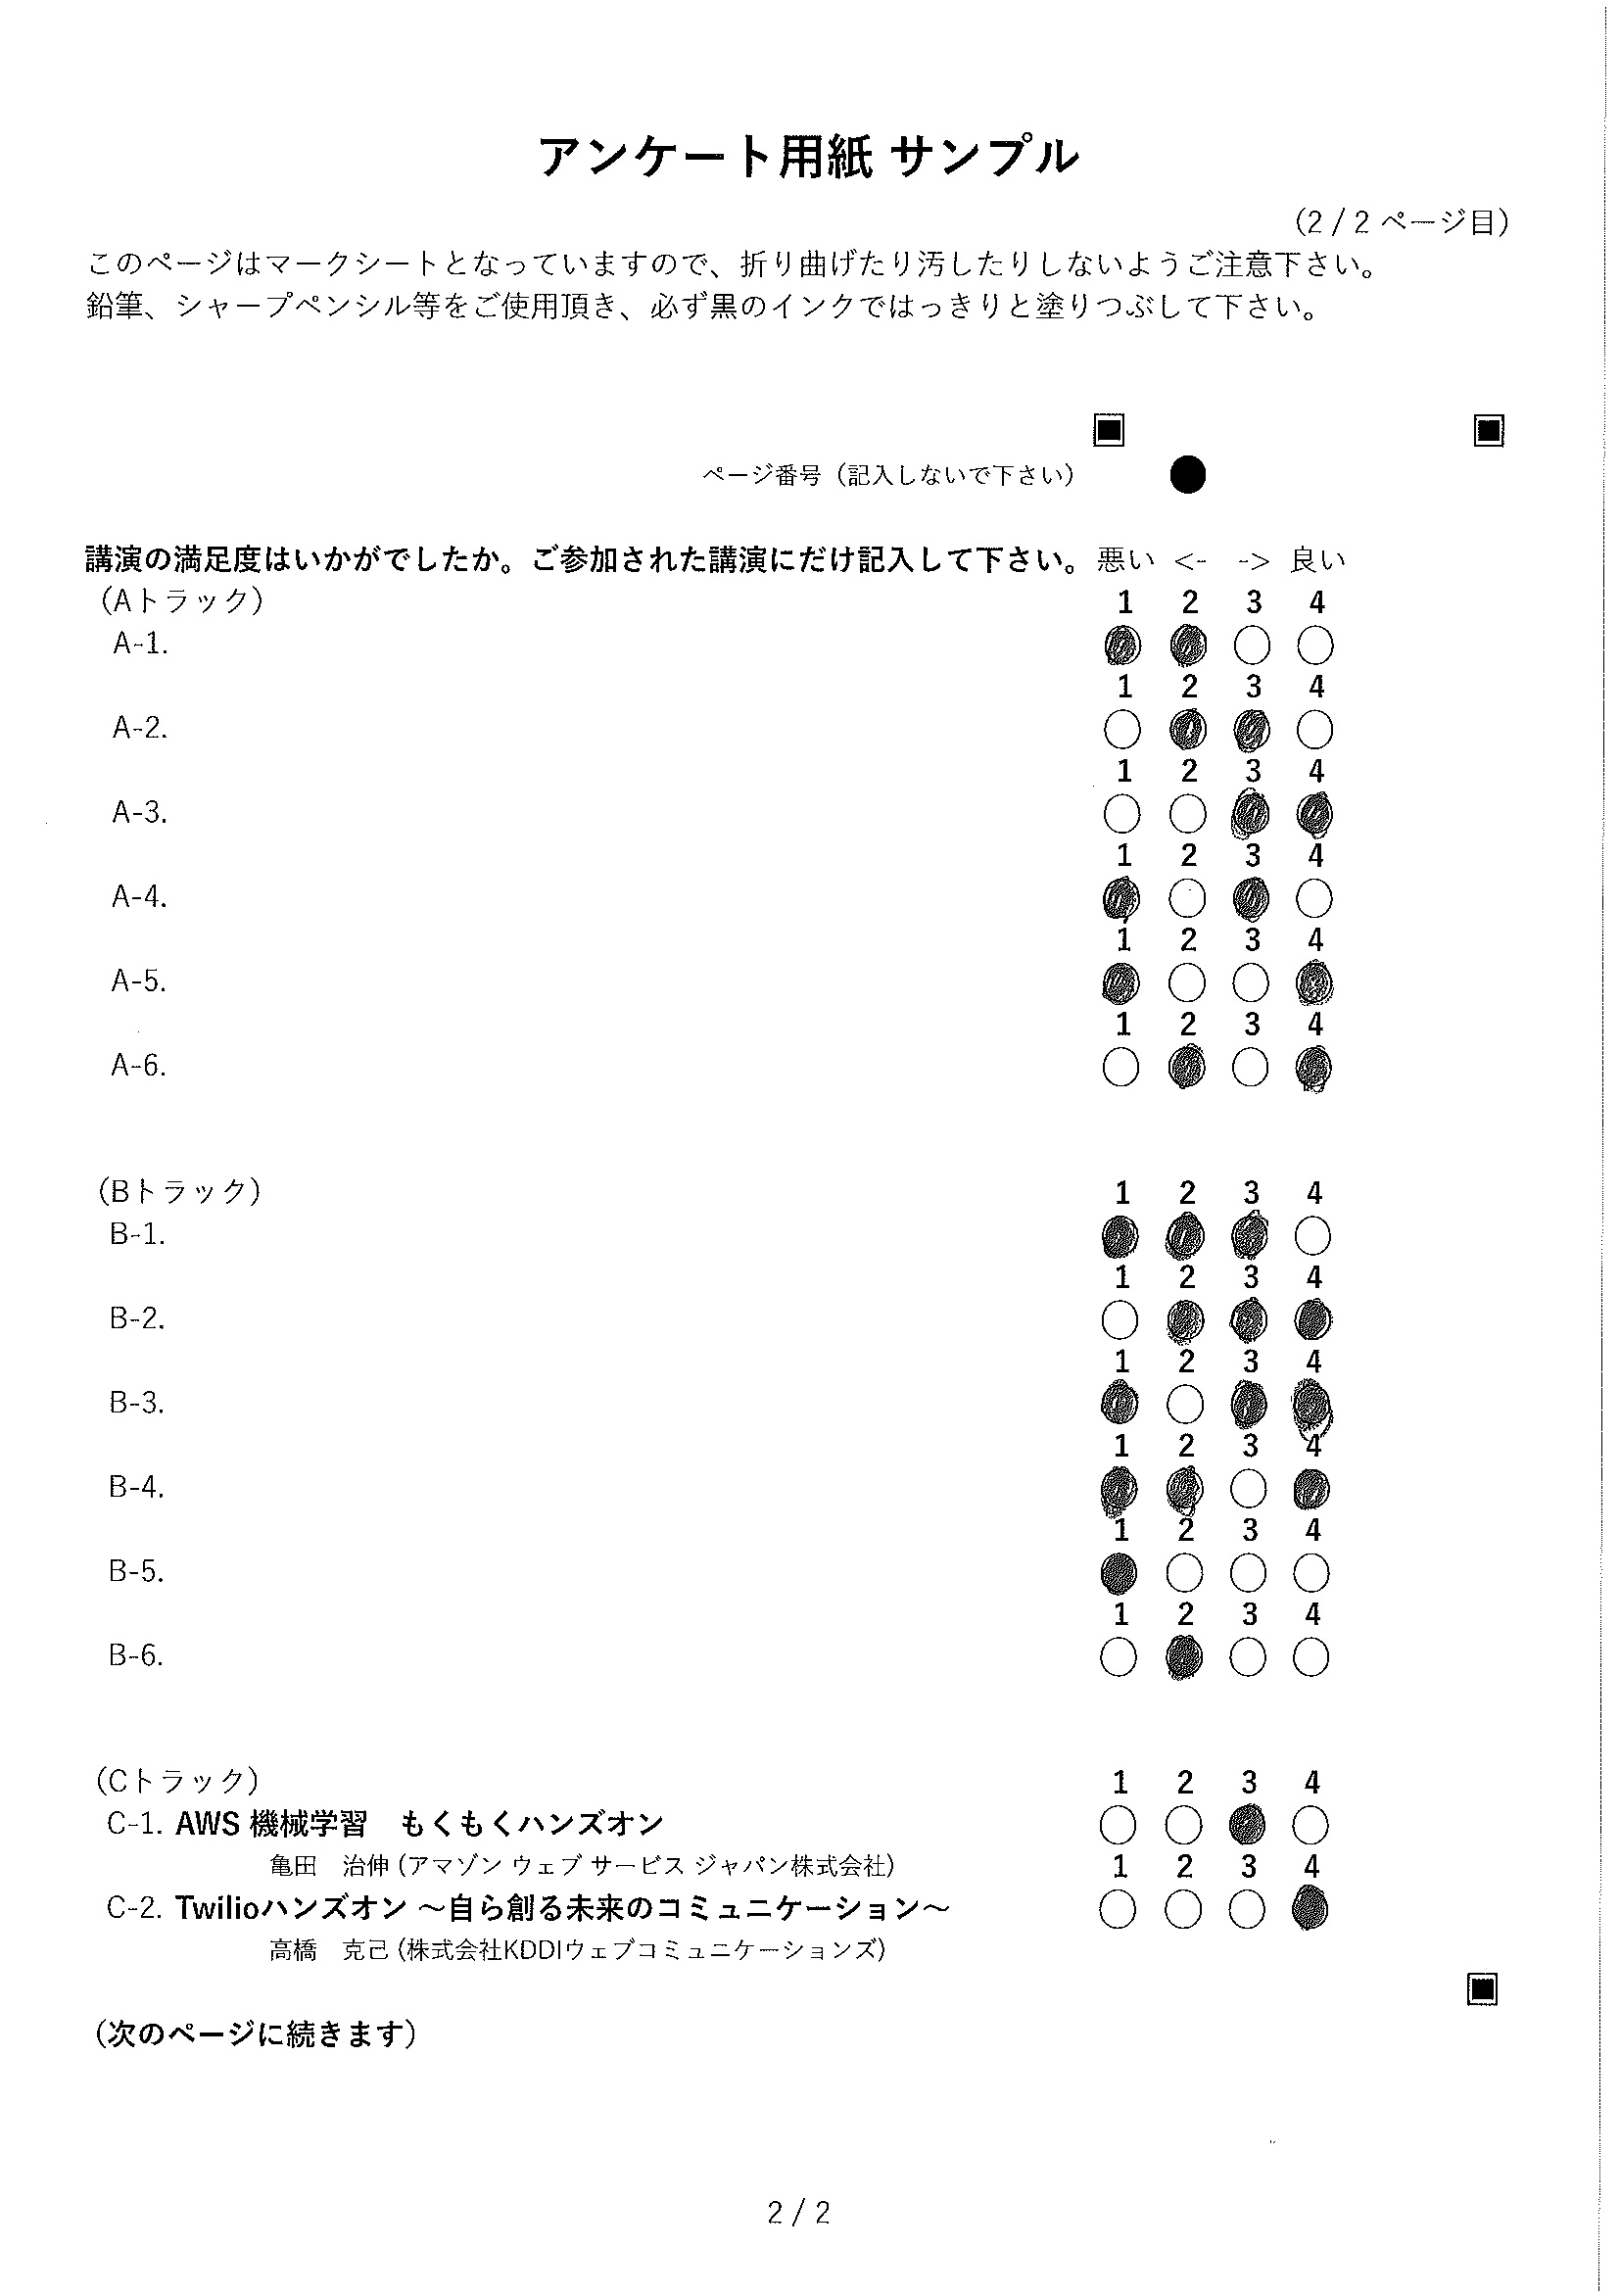 アンケート用紙 サンプル
(2 / 2 ページ目)
このページはマークシートとなっていますので、折り曲げたり汚したりしないようご注意下さい。
鉛筆、シャープペンシル等をご使用頂き、必ず黒のインクではっきりと塗りつぶして下さい。
ページ番号（記入しないで下さい）
講演の満足度はいかがでしたか。ご参加された講演にだけ記入して下さい。 悪い <- -> 良い
（Aトラック） 1 2 3 4
A-1.
1 2 3 4
A-2.
1 2 3 4
A-3.
1 2 3 4
A-4.
1 2 3 4
A-5.
1 2 3 4
A-6.
（Bトラック） 1 2 3 4
B-1.
1 2 3 4
B-2.
1 2 3 4
B-3.
1 2 3 4
B-4.
1 2 3 4
B-5.
1 2 3 4
B-6.
（Cトラック） 1 2 3 4
C-1. AWS 機械学習　もくもくハンズオン
亀田　治伸 (アマゾン ウェブ サービス ジャパン株式会社) 1 2 3 4
C-2. Twilioハンズオン ～自ら創る未来のコミュニケーション～
高橋　克己 (株式会社KDDIウェブコミュニケーションズ)
（次のページに続きます）
2 / 2